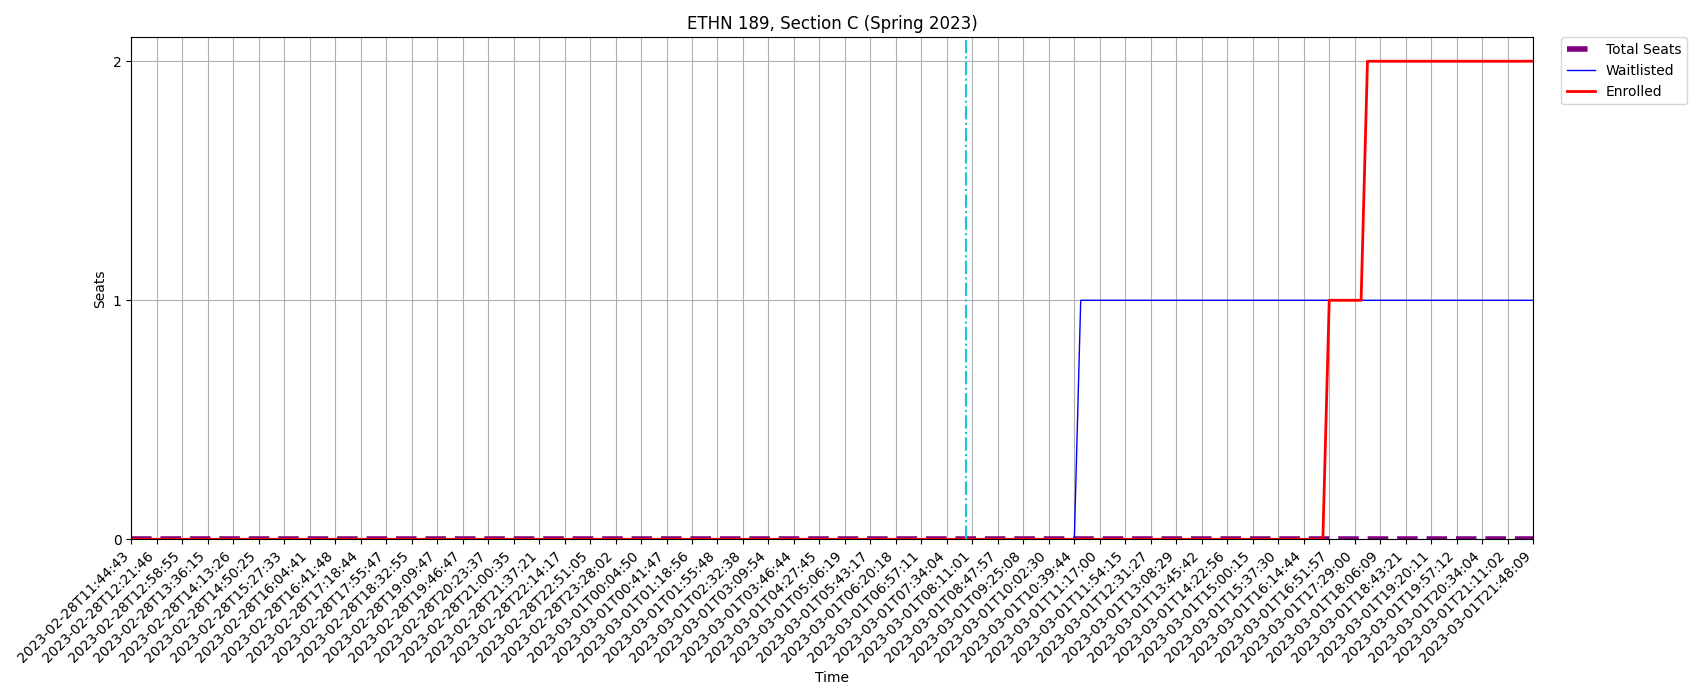 ETHN 189, Section C (Spring 2023)
Total Seats
Waitlisted
Enrolled
Seats
2
1
0
2023-02-28T11:44:43
2023-02-28T12:21:46
2023-02-28T12:58:55
2023-02-28T13:36:15
2023-02-28T14:13:26
2023-02-28T14:50:25
2023-02-28T15:27:33
2023-02-28T16:04:41
2023-02-28T16:41:48
2023-02-28T17:18:44
2023-02-28T17:55:47
2023-02-28T18:32:55
2023-02-28T19:09:47
2023-02-28T19:46:47
2023-02-28T20:23:37
2023-02-28T21:00:35
2023-02-28T21:37:21
2023-02-28T22:14:17
2023-02-28T22:51:05
2023-02-28T23:28:02
2023-03-01T00:04:50
2023-03-01T00:41:47
2023-03-01T01:18:56
2023-03-01T01:55:48
2023-03-01T02:32:38
2023-03-01T03:09:54
2023-03-01T03:46:44
2023-03-01T04:27:45
2023-03-01T05:06:19
2023-03-01T05:43:17
2023-03-01T06:20:18
2023-03-01T06:57:11
2023-03-01T07:34:04
2023-03-01T08:11:01
2023-03-01T08:47:57
2023-03-01T09:25:08
2023-03-01T10:02:30
2023-03-01T10:39:44
2023-03-01T11:17:00
2023-03-01T11:54:15
2023-03-01T12:31:27
2023-03-01T13:08:29
2023-03-01T13:45:42
2023-03-01T14:22:56
2023-03-01T15:00:15
2023-03-01T15:37:30
2023-03-01T16:14:44
2023-03-01T16:51:57
2023-03-01T17:29:00
2023-03-01T18:06:09
2023-03-01T18:43:21
2023-03-01T19:20:11
2023-03-01T19:57:12
2023-03-01T20:34:04
2023-03-01T21:11:02
2023-03-01T21:48:09
Time